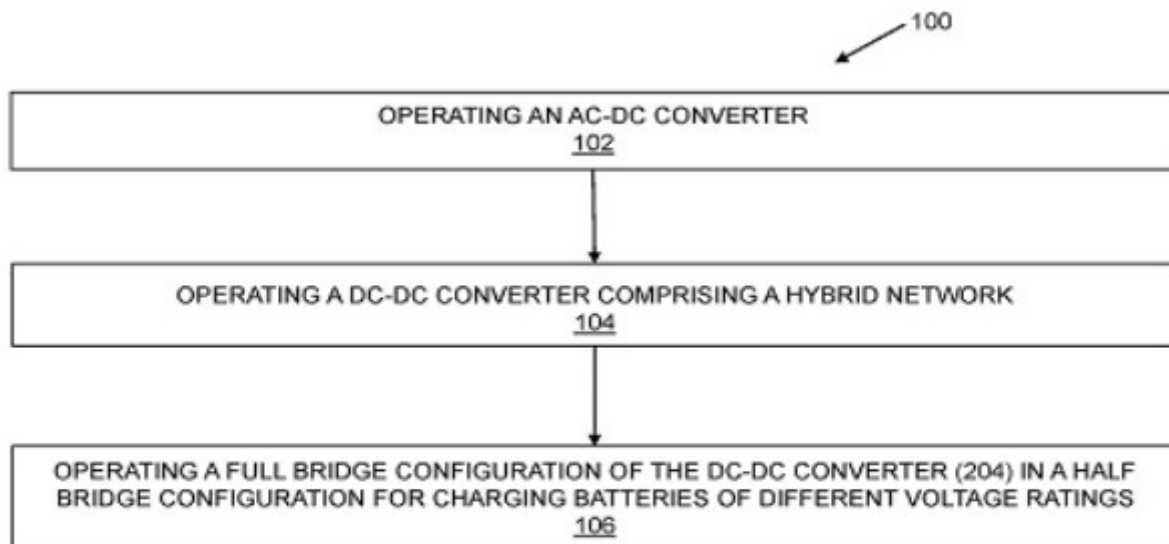 100
OPERATING AN AC-DC CONVERTER
102
OPERATING A DC-DC CONVERTER COMPRISING A HYBRID NETWORK
104
OPERATING A FULL BRIDGE CONFIGURATION OF THE DC-DC CONVERTER (204) IN A HALF
BRIDGE CONFIGURATION FOR CHARGING BATTERIES OF DIFFERENT VOLTAGE RATINGS
106